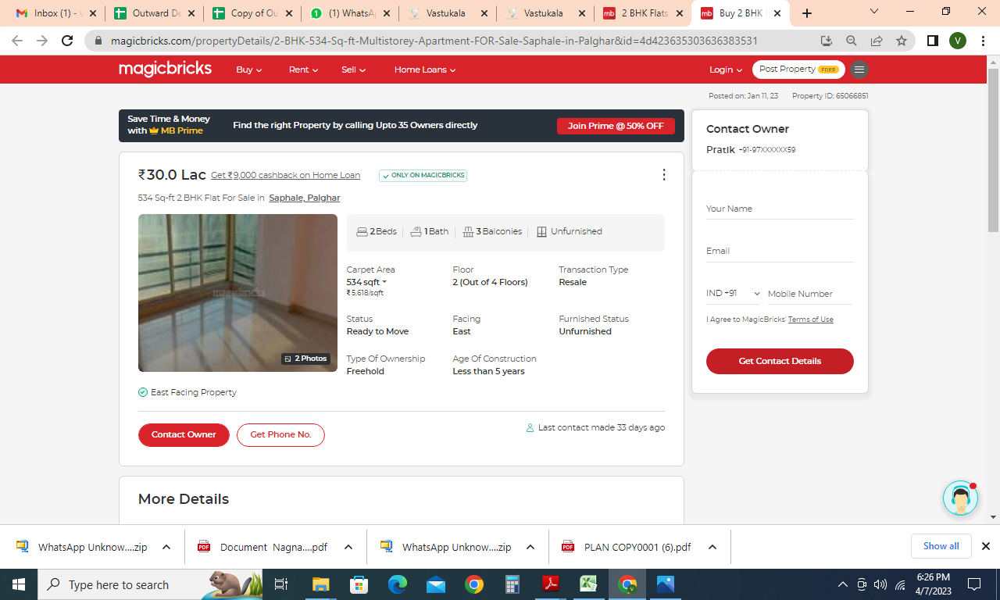 Inbox (1) - v
Outward De
Copy of Ou
(1) WhatsA
Vastukala
Vastukala
2 BHK Flats
Buy 2 BHK
magicbricks.com/propertyDetails/2-BHK-534-Sq-ft-Multistorey-Apartment-FOR-Sale-Saphale-in-Palghar&id=4d423635303636383531
V
magicbricks
Buy
Rent
Sell
Home Loans
Login
Post Property FREE
Posted on: Jan 11, 23 Property ID: 65066851
Save Time & Money
with MB Prime
Find the right Property by calling Upto 35 Owners directly
Join Prime @ 50% OFF
₹30.0 Lac Get ₹9,000 cashback on Home Loan
ONLY ON MAGICBRICKS
534 Sq-ft 2 BHK Flat For Sale in Saphale, Palghar
2 Photos
2 Beds
1 Bath
3 Balconies
Unfurnished
Carpet Area
534 sqft
₹ 5,618/sqft
Floor
2 (Out of 4 Floors)
Transaction Type
Resale
Status
Ready to Move
Facing
East
Furnished Status
Unfurnished
Type Of Ownership
Freehold
Age Of Construction
Less than 5 years
East Facing Property
Contact Owner
Get Phone No.
Last contact made 33 days ago
More Details
Contact Owner
Pratik +91-97XXXXXX59
Your Name
Email
IND +91
Mobile Number
I Agree to MagicBricks' Terms of Use
Get Contact Details
WhatsApp Unknow....zip
Document Nagna....pdf
WhatsApp Unknow....zip
PLAN COPY0001 (6).pdf
Show all
Type here to search
6:26 PM
4/7/2023